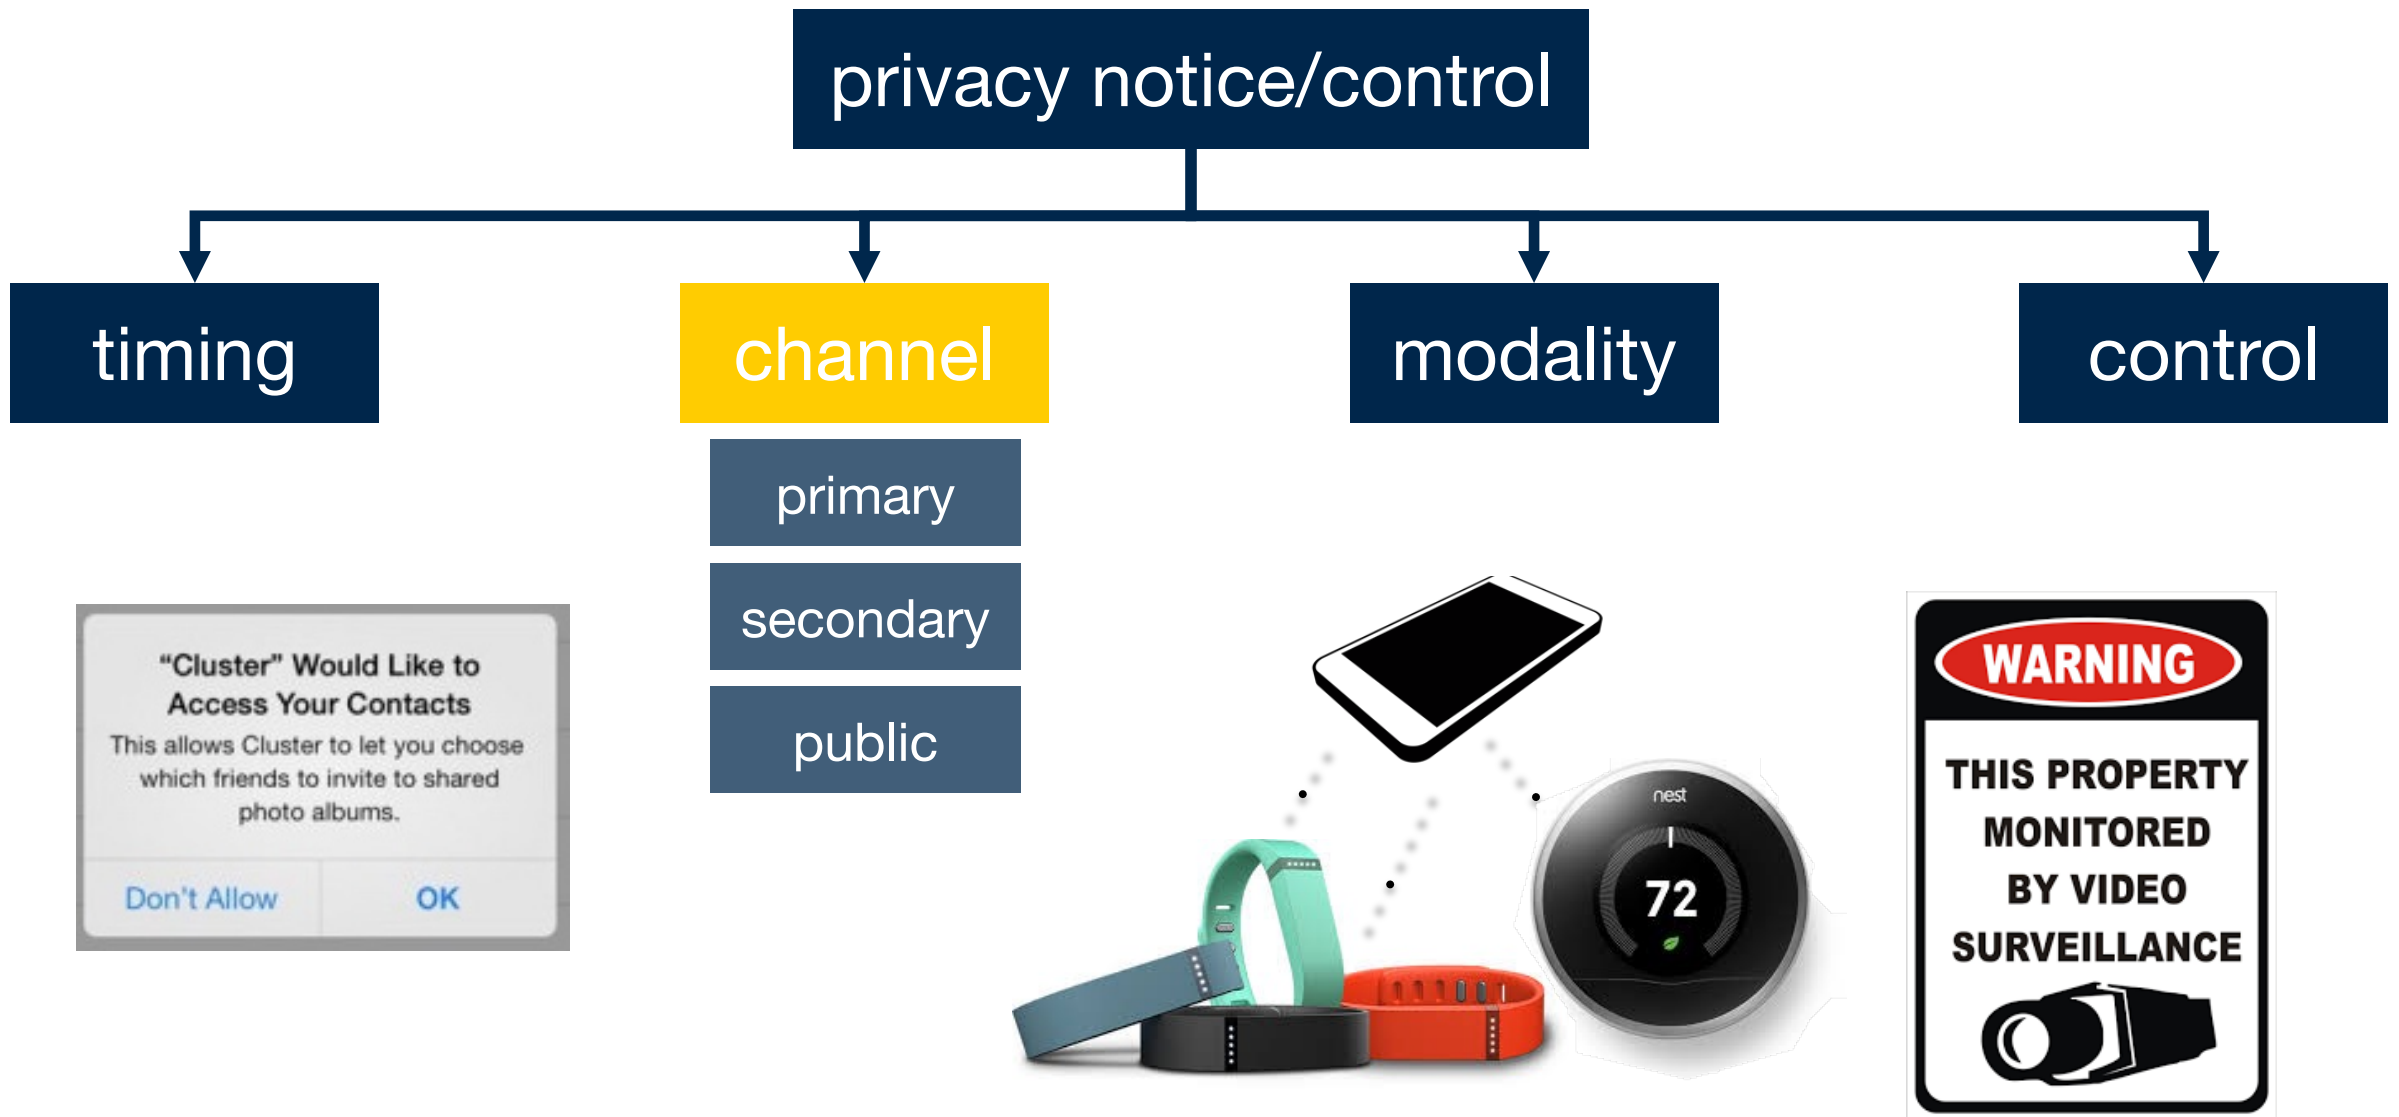 privacy notice/control
timing
channel
modality
control
primary
secondary
public
“Cluster” Would Like to
Access Your Contacts
This allows Cluster to let you choose
which friends to invite to shared
photo albums.
Don't Allow
OK
nest
72
WARNING
THIS PROPERTY
MONITORED
BY VIDEO
SURVEILLANCE